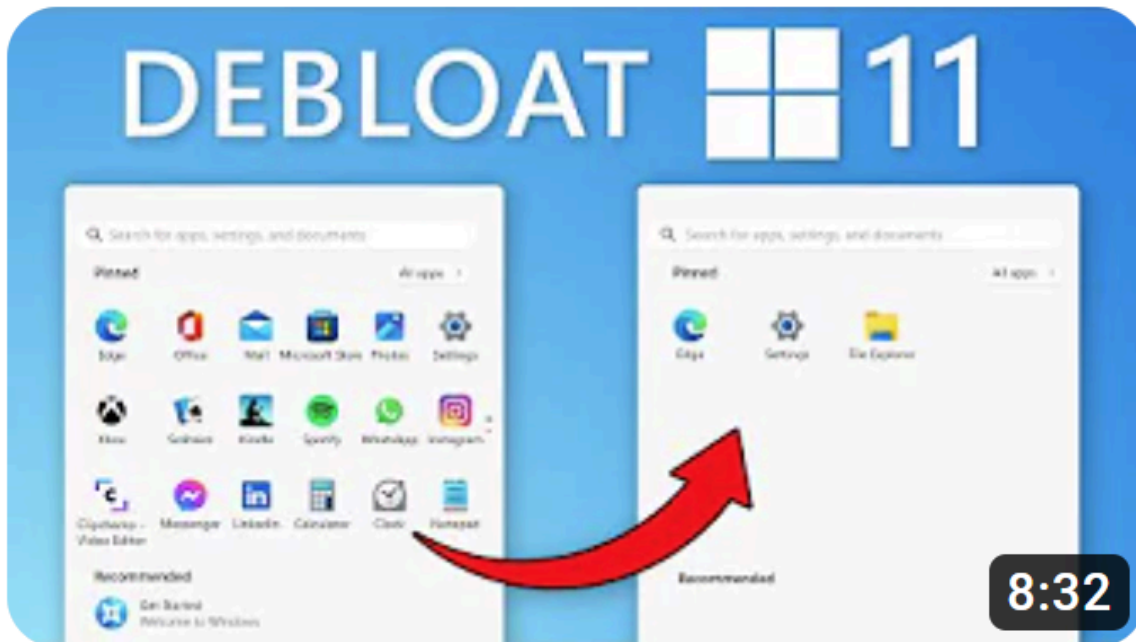 DEBLOAT 11
Search for apps, settings, and documents
Pinned
All apps
Edge
Office
Mail
Microsoft Store
Photos
Settings
Xbox
Solitaire
Kindle
Spotify
WhatsApp
Instagram
Clipchamp -
Video Editor
Messenger
LinkedIn
Calculator
Clock
Notepad
Recommended
Get Started
Welcome to Windows
Search for apps, settings, and documents
Pinned
All apps
Edge
Settings
File Explorer
Recommended
8:32